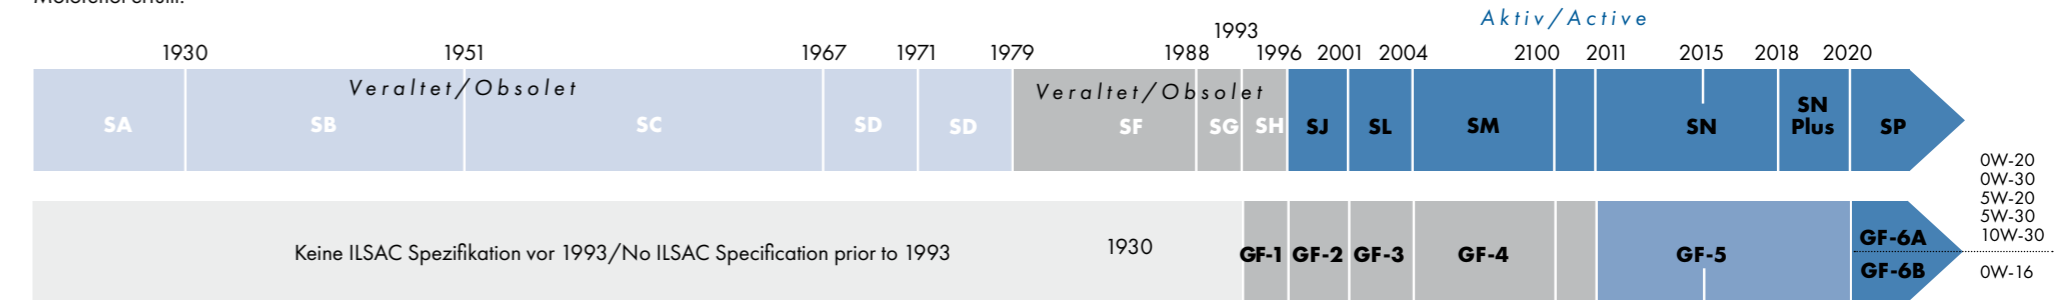 Aktiv/Active
1993
1930 1951 1967 1971 1979 1988 1996 2001 2004 2100 2011 2015 2018 2020
Veraltet/Obsolet Veraltet/Obsolet
SA SB SC SD SD SF SG SH SJ SL SM SN SN Plus SP
0W-20
0W-30
5W-20
5W-30
10W-30
Keine ILSAC Spezifikation vor 1993/No ILSAC Specification prior to 1993 1930 GF-1 GF-2 GF-3 GF-4 GF-5 GF-6A
GF-6B 0W-16